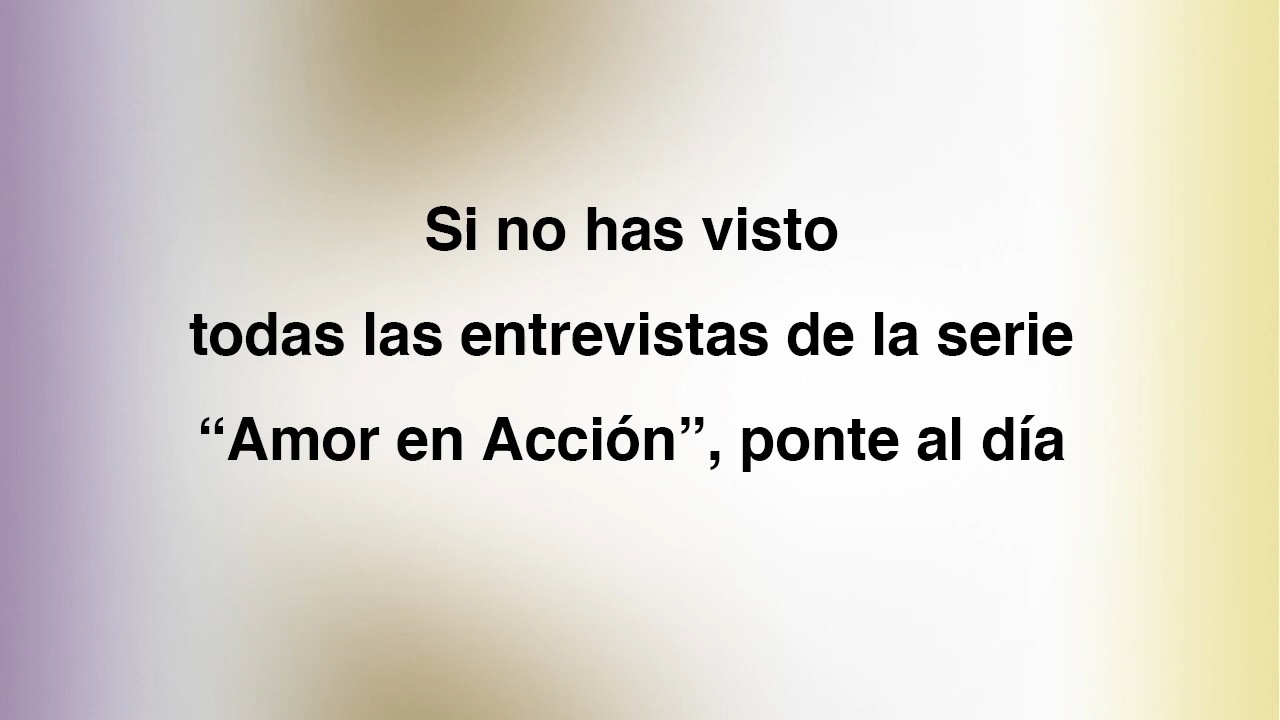 Si no has visto
todas las entrevistas de la serie
“Amor en Acción”, ponte al día